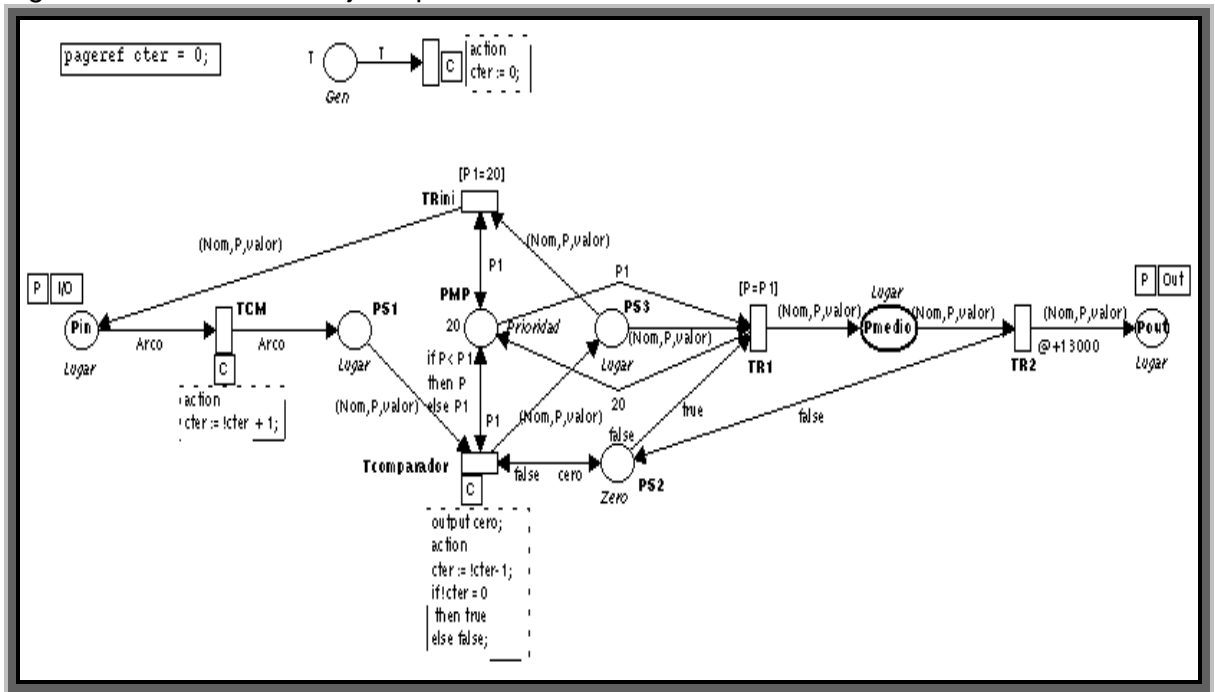 pageref cter = 0;
T
T
Gen
C
action
cter := 0;
[P1=20]
TRini
(Nom,P,valor)
(Nom,P,valor)
P1
P1
P
I/O
P
Out
Pin
Arco
TCM
Arco
PS1
PMP
20
Prioridad
PS3
(Nom,P,valor)
[P=P1]
(Nom,P,valor)
Lugar
Pmedio
(Nom,P,valor)
(Nom,P,valor)
Pout
Lugar
C
Lugar
Lugar
TR1
TR2
@+13000
Lugar
if P< P1
then P
else P1
action
cter := !cter + 1;
(Nom,P,valor)
P1
(Nom,P,valor)
20
true
false
false
Tcomparador
false
cero
Zero
PS2
C
output cero;
action
cter := !cter-1;
if !cter = 0
then true
else false;